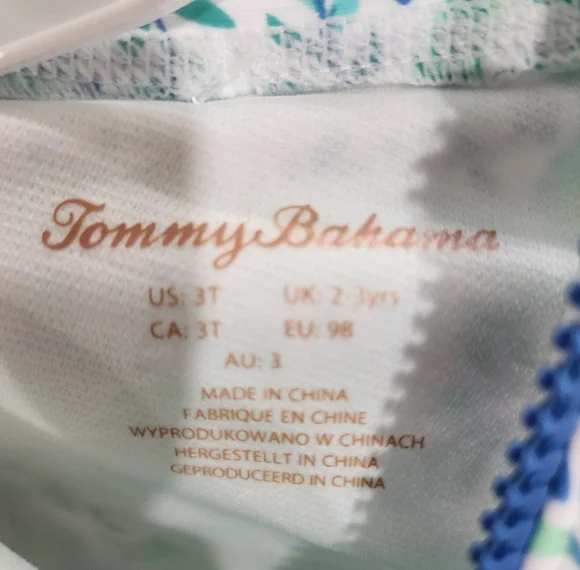 Tommy Bahama
US: 3T UK: 2-3yrs
CA: 3T EU: 98
AU: 3
MADE IN CHINA
FABRIQUE EN CHINE
WYPRODUKOWANO W CHINACH
HERGESTELLT IN CHINA
GEPRODUCEERD IN CHINA